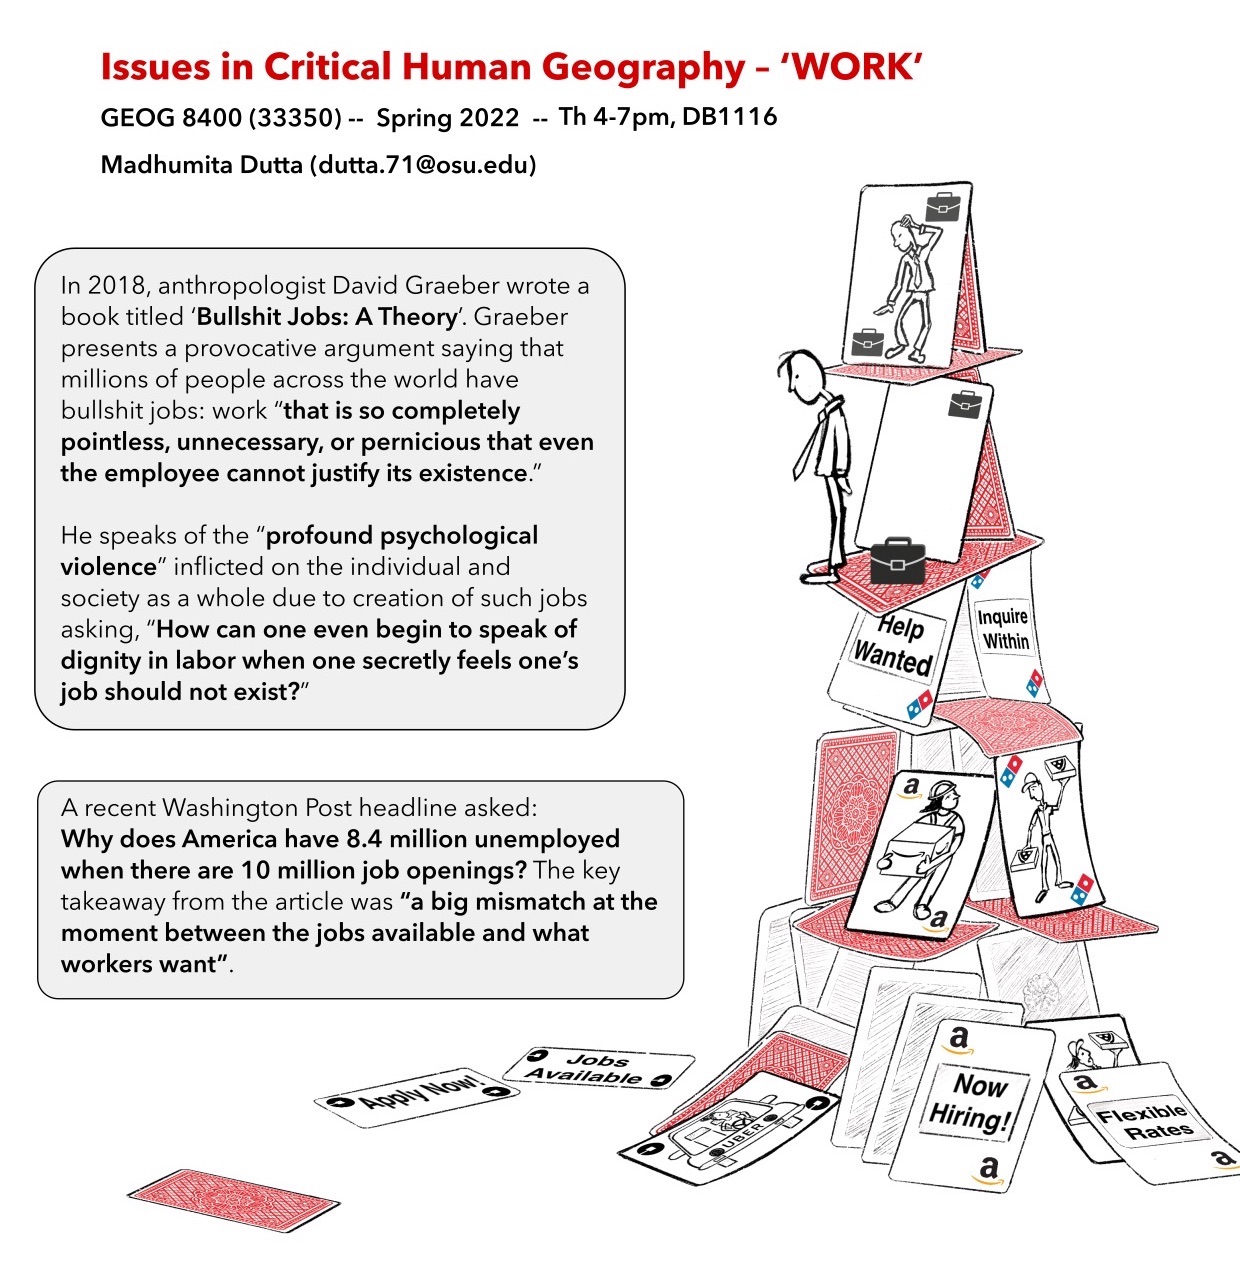 Issues in Critical Human Geography – ‘WORK’
GEOG 8400 (33350) -- Spring 2022 -- Th 4-7pm, DB1116
Madhumita Dutta (dutta.71@osu.edu)
In 2018, anthropologist David Graeber wrote a
book titled ‘Bullshit Jobs: A Theory’. Graeber
presents a provocative argument saying that
millions of people across the world have
bullshit jobs: work “that is so completely
pointless, unnecessary, or pernicious that even
the employee cannot justify its existence.”
He speaks of the “profound psychological
violence” inflicted on the individual and
society as a whole due to creation of such jobs
asking, “How can one even begin to speak of
dignity in labor when one secretly feels one’s
job should not exist?”
A recent Washington Post headline asked:
Why does America have 8.4 million unemployed
when there are 10 million job openings? The key
takeaway from the article was “a big mismatch at the
moment between the jobs available and what
workers want”.
Help
Wanted
Inquire
Within
a
a
Jobs
Available
Apply Now!
UBER
a
Now
Hiring!
a
a
Flexible
Rates
a